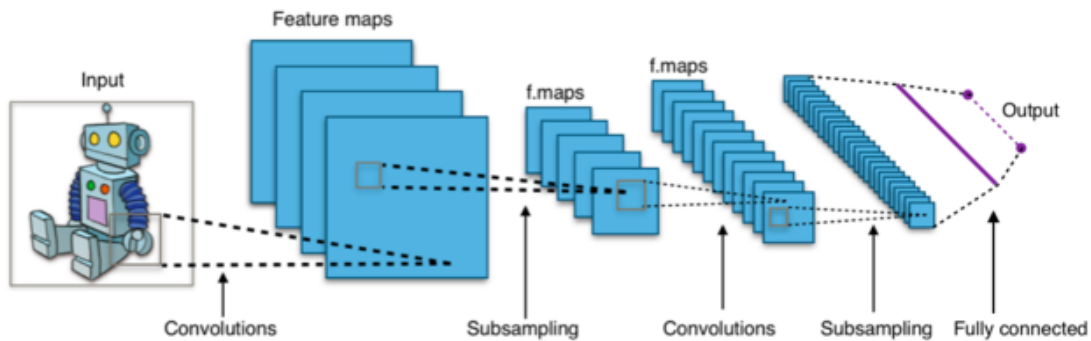 Feature maps
Input
f.maps
f.maps
Output
Convolutions
Subsampling
Convolutions
Subsampling
Fully connected